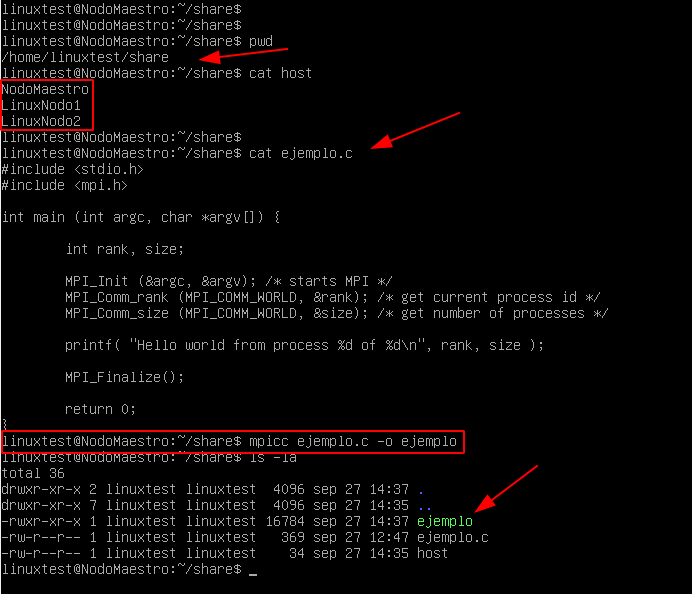 linuxtest@NodoMaestro:~/share$
linuxtest@NodoMaestro:~/share$
linuxtest@NodoMaestro:~/share$ pwd
/home/linuxtest/share
linuxtest@NodoMaestro:~/share$ cat host
NodoMaestro
LinuxNodo1
LinuxNodo2
linuxtest@NodoMaestro:~/share$
linuxtest@NodoMaestro:~/share$ cat ejemplo.c
#include <stdio.h>
#include <mpi.h>
int main (int argc, char *argv[]) {
int rank, size;
MPI_Init (&argc, &argv); /* starts MPI */
MPI_Comm_rank (MPI_COMM_WORLD, &rank); /* get current process id */
MPI_Comm_size (MPI_COMM_WORLD, &size); /* get number of processes */
printf( "Hello world from process %d of %d\n", rank, size );
MPI_Finalize();
return 0;
}
linuxtest@NodoMaestro:~/share$ mpicc ejemplo.c -o ejemplo
linuxtest@NodoMaestro:~/share$ ls -la
total 36
drwxr-xr-x 2 linuxtest linuxtest  4096 sep 27 14:37 .
drwxr-xr-x 7 linuxtest linuxtest  4096 sep 27 14:35 ..
-rwxr-xr-x 1 linuxtest linuxtest 16784 sep 27 14:37 ejemplo
-rw-r--r-- 1 linuxtest linuxtest   369 sep 27 12:47 ejemplo.c
-rw-r--r-- 1 linuxtest linuxtest    34 sep 27 14:35 host
linuxtest@NodoMaestro:~/share$ _